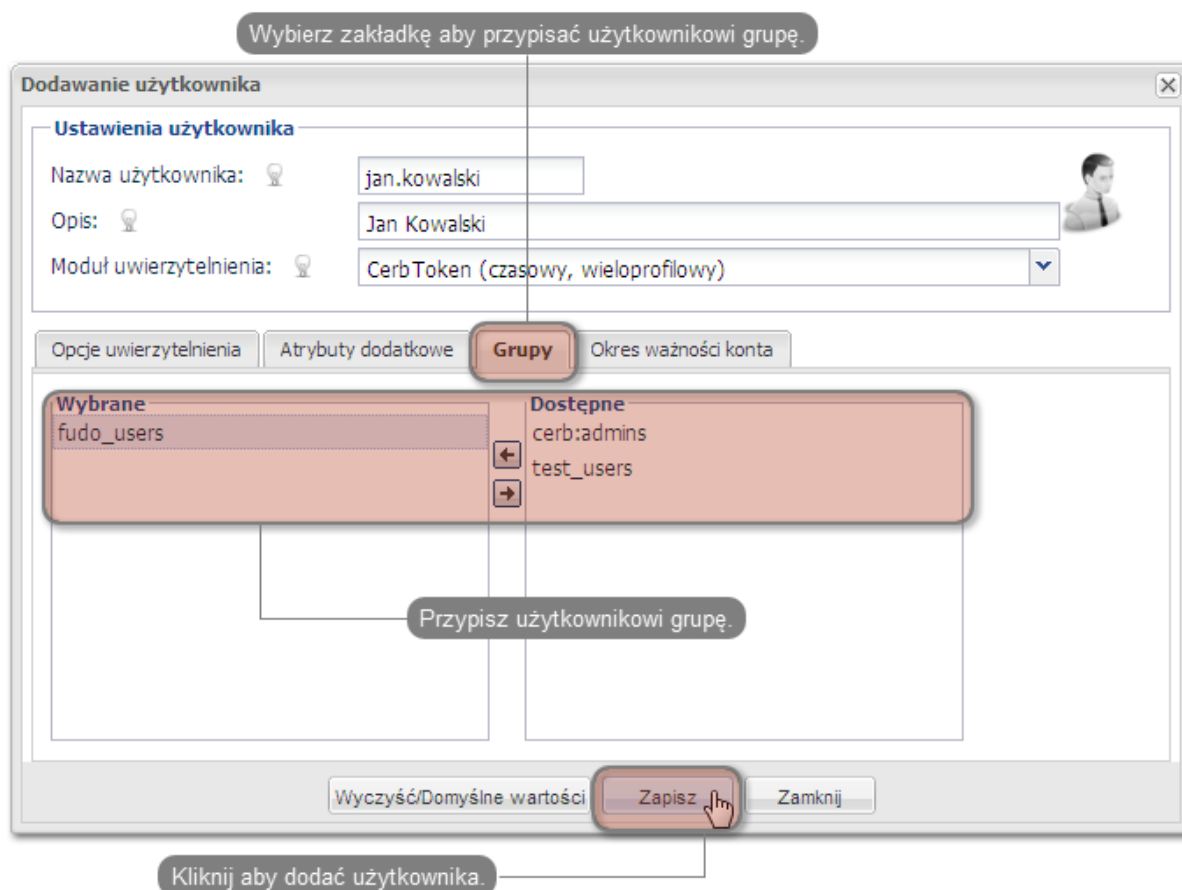 Wybierz zakładkę aby przypisać użytkownikowi grupę.
Dodawanie użytkownika
Ustawienia użytkownika
Nazwa użytkownika: jan.kowalski
Opis: Jan Kowalski
Moduł uwierzytelnienia: CerbToken (czasowy, wieloprofilowy)
Opcje uwierzytelnienia Atrybuty dodatkowe Grupy Okres ważności konta
Wybrane Dostępne
fudo_users cerb:admins
test_users
Przypisz użytkownikowi grupę.
Wyczyść/Domyślne wartości Zapisz Zamknij
Kliknij aby dodać użytkownika.